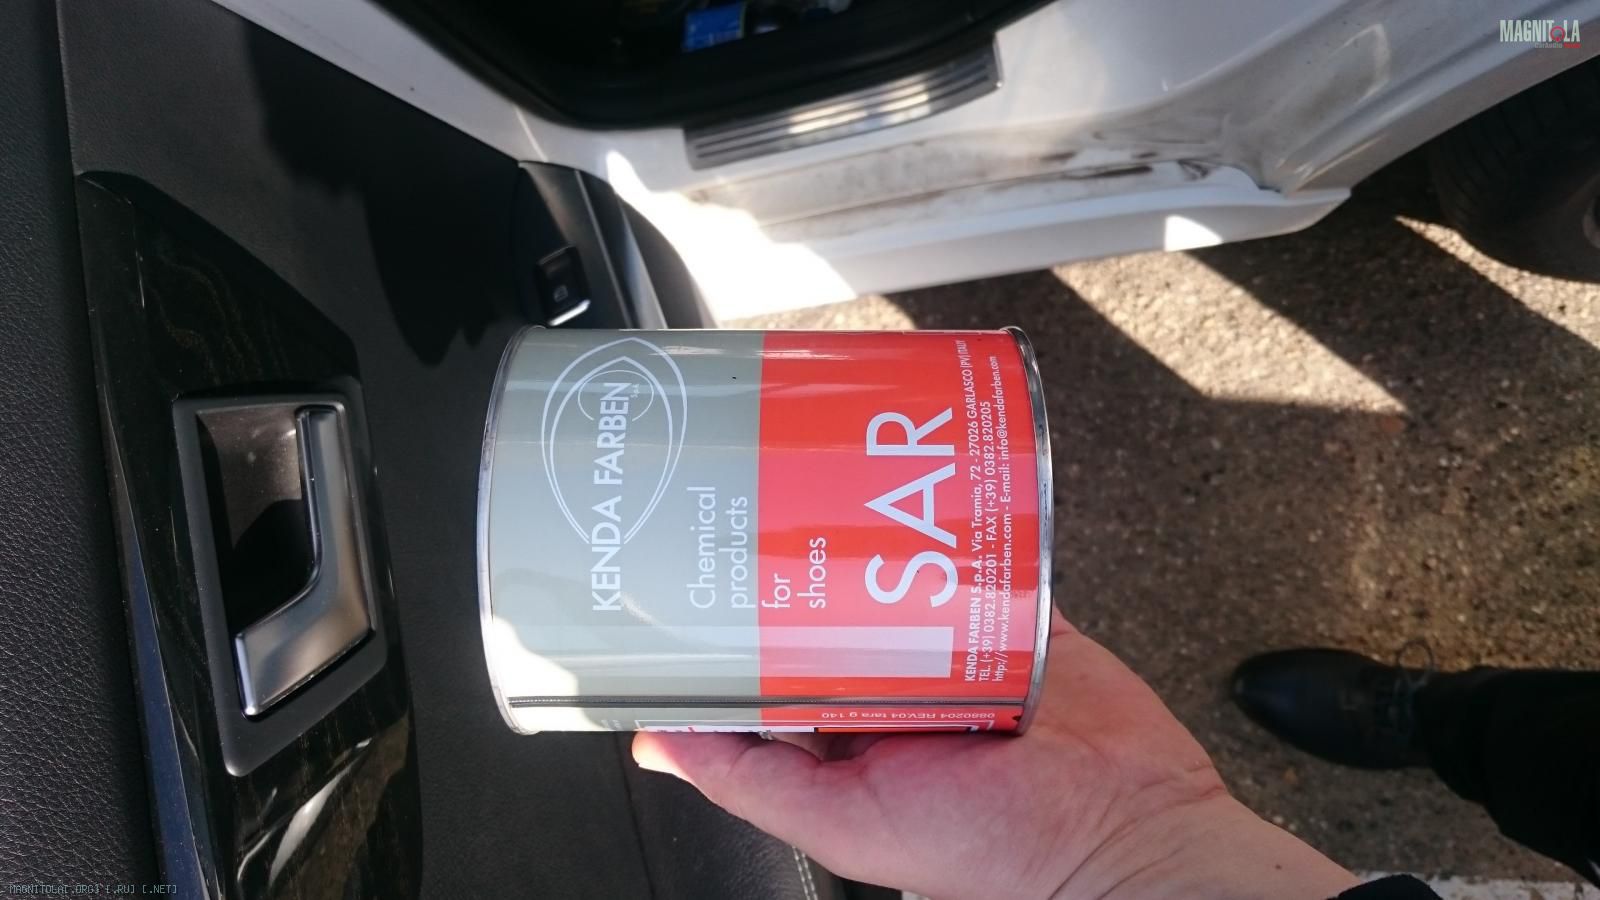 MAGNITOLA
KENDA FARBEN
S.p.A.
Chemical
products
for
shoes
SAR
KENDA FARBEN S.p.A. Via Tramia, 72 - 27026 GARLASCO (PV) ITALY
TEL. (+39) 0382.820201 - FAX (+39) 0382.820205
http://www.kendafarben.com - E-mail: info@kendafarben.com
0880204 REV.04 tara g 140
MAGNITOLA[.ORG] [.RU] [.NET]